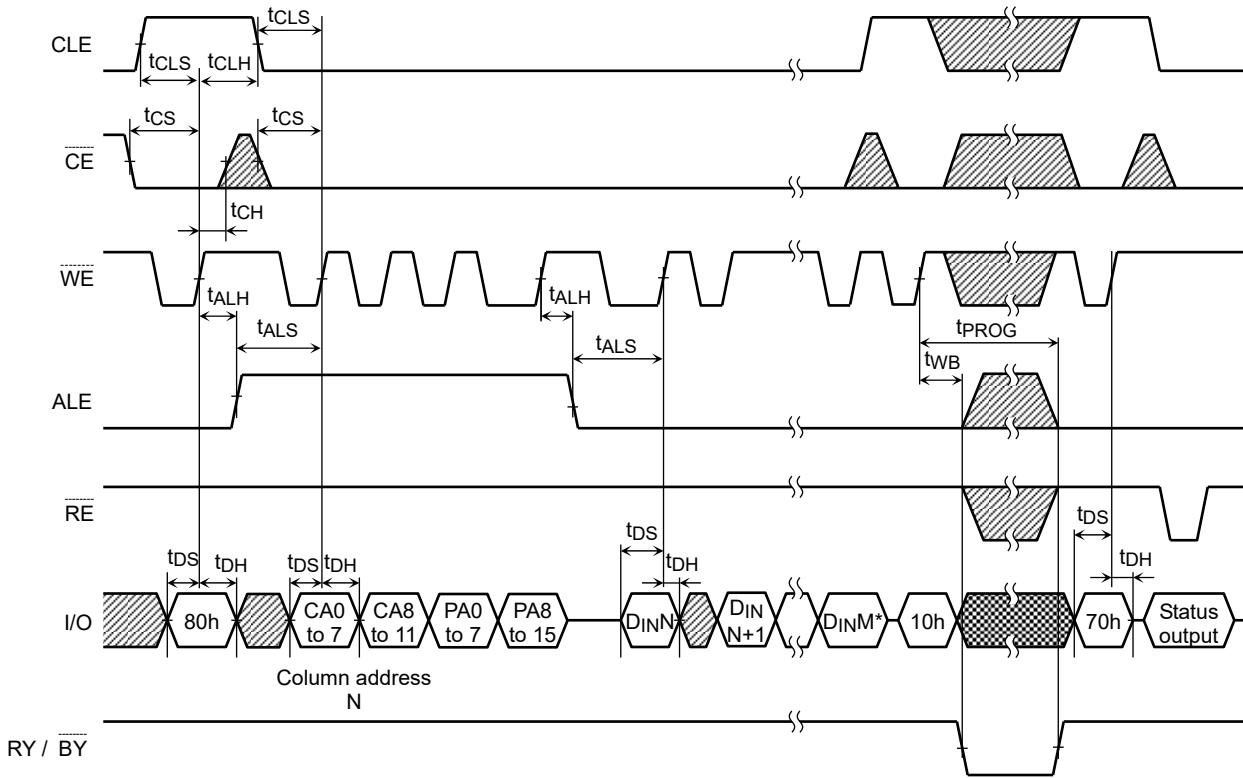 tCLS
CLE
tCLS tCLH
tCS tCS
CE
tCH
WE
tALH tALH
tALS tALS tPROG
tWB
ALE
RE
tDS tDH tDS tDH tDS tDH tDS tDH
I/O 80h CA0 to 7 CA8 to 11 PA0 to 7 PA8 to 15 DINN DIN N+1 DINM* 10h 70h Status output
Column address
N
RY / BY